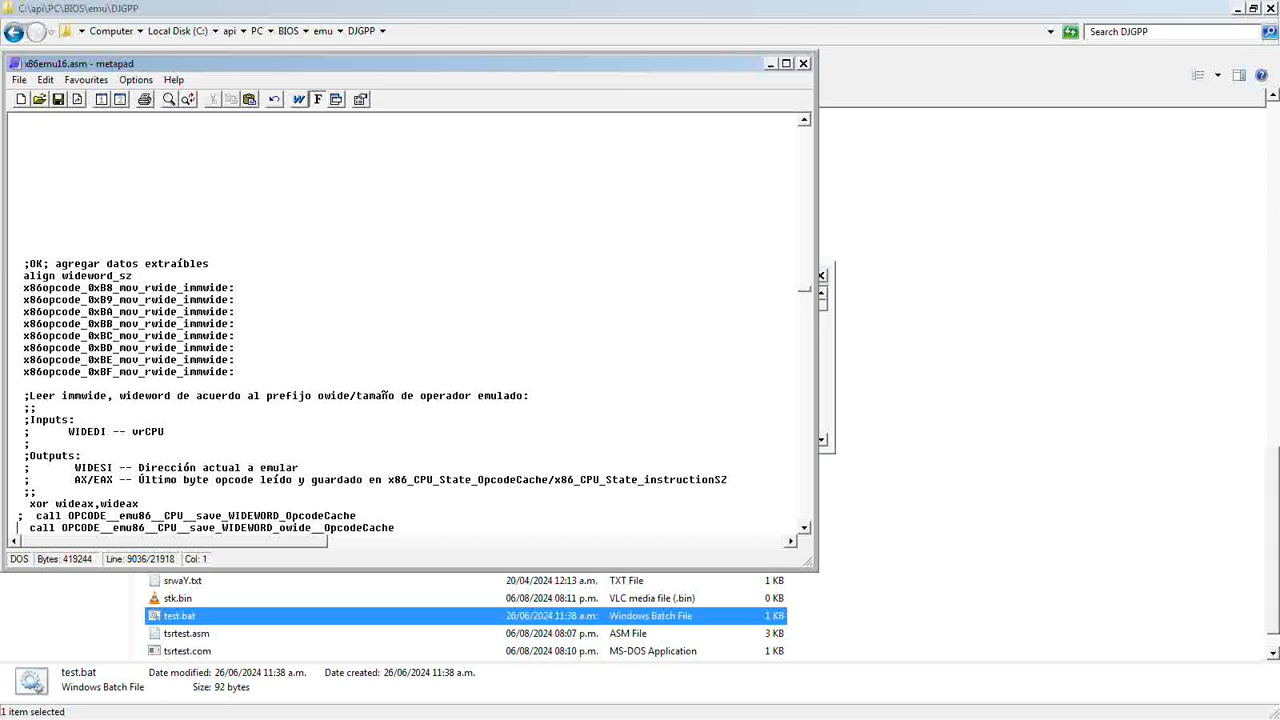 C:\api\PC\BIOS\emu\DJGPP
Computer ▸ Local Disk (C:) ▸ api ▸ PC ▸ BIOS ▸ emu ▸ DJGPP
Search DJGPP
x86emu16.asm - metapad
File Edit Favourites Options Help
;OK; agregar datos extraíbles
align wideword_sz
x86opcode_0xB8_mov_rwide_immwide:
x86opcode_0xB9_mov_rwide_immwide:
x86opcode_0xBA_mov_rwide_immwide:
x86opcode_0xBB_mov_rwide_immwide:
x86opcode_0xBC_mov_rwide_immwide:
x86opcode_0xBD_mov_rwide_immwide:
x86opcode_0xBE_mov_rwide_immwide:
x86opcode_0xBF_mov_rwide_immwide:
;Leer immwide, wideword de acuerdo al prefijo owide/tamaño de operador emulado:
;;
;Inputs:
; WIDEDI -- vrCPU
;
;Outputs:
; WIDESI -- Dirección actual a emular
; AX/EAX -- Último byte opcode leído y guardado en x86_CPU_State_OpcodeCache/x86_CPU_State_instructionSZ
;;
xor wideax,wideax
; call OPCODE__emu86__CPU__save_WIDEWORD_OpcodeCache
call OPCODE__emu86__CPU__save_WIDEWORD_owide__OpcodeCache
DOS Bytes: 419244 Line: 9036/21918 Col: 1
srwaY.txt 20/04/2024 12:13 a.m. TXT File 1 KB
stk.bin 06/08/2024 08:11 p.m. VLC media file (.bin) 0 KB
test.bat 26/06/2024 11:38 a.m. Windows Batch File 1 KB
tsrtest.asm 06/08/2024 08:07 p.m. ASM File 3 KB
tsrtest.com 06/08/2024 08:10 p.m. MS-DOS Application 1 KB
test.bat Date modified: 26/06/2024 11:38 a.m. Date created: 26/06/2024 11:38 a.m.
Windows Batch File Size: 92 bytes
1 item selected